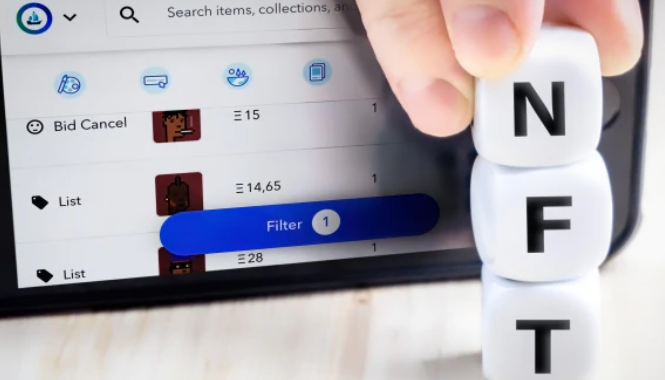 Search items, collections, an
Bid Cancel
Ξ 15
1
List
Ξ 14,65
1
Filter 1
List
Ξ 28
1
N
F
T